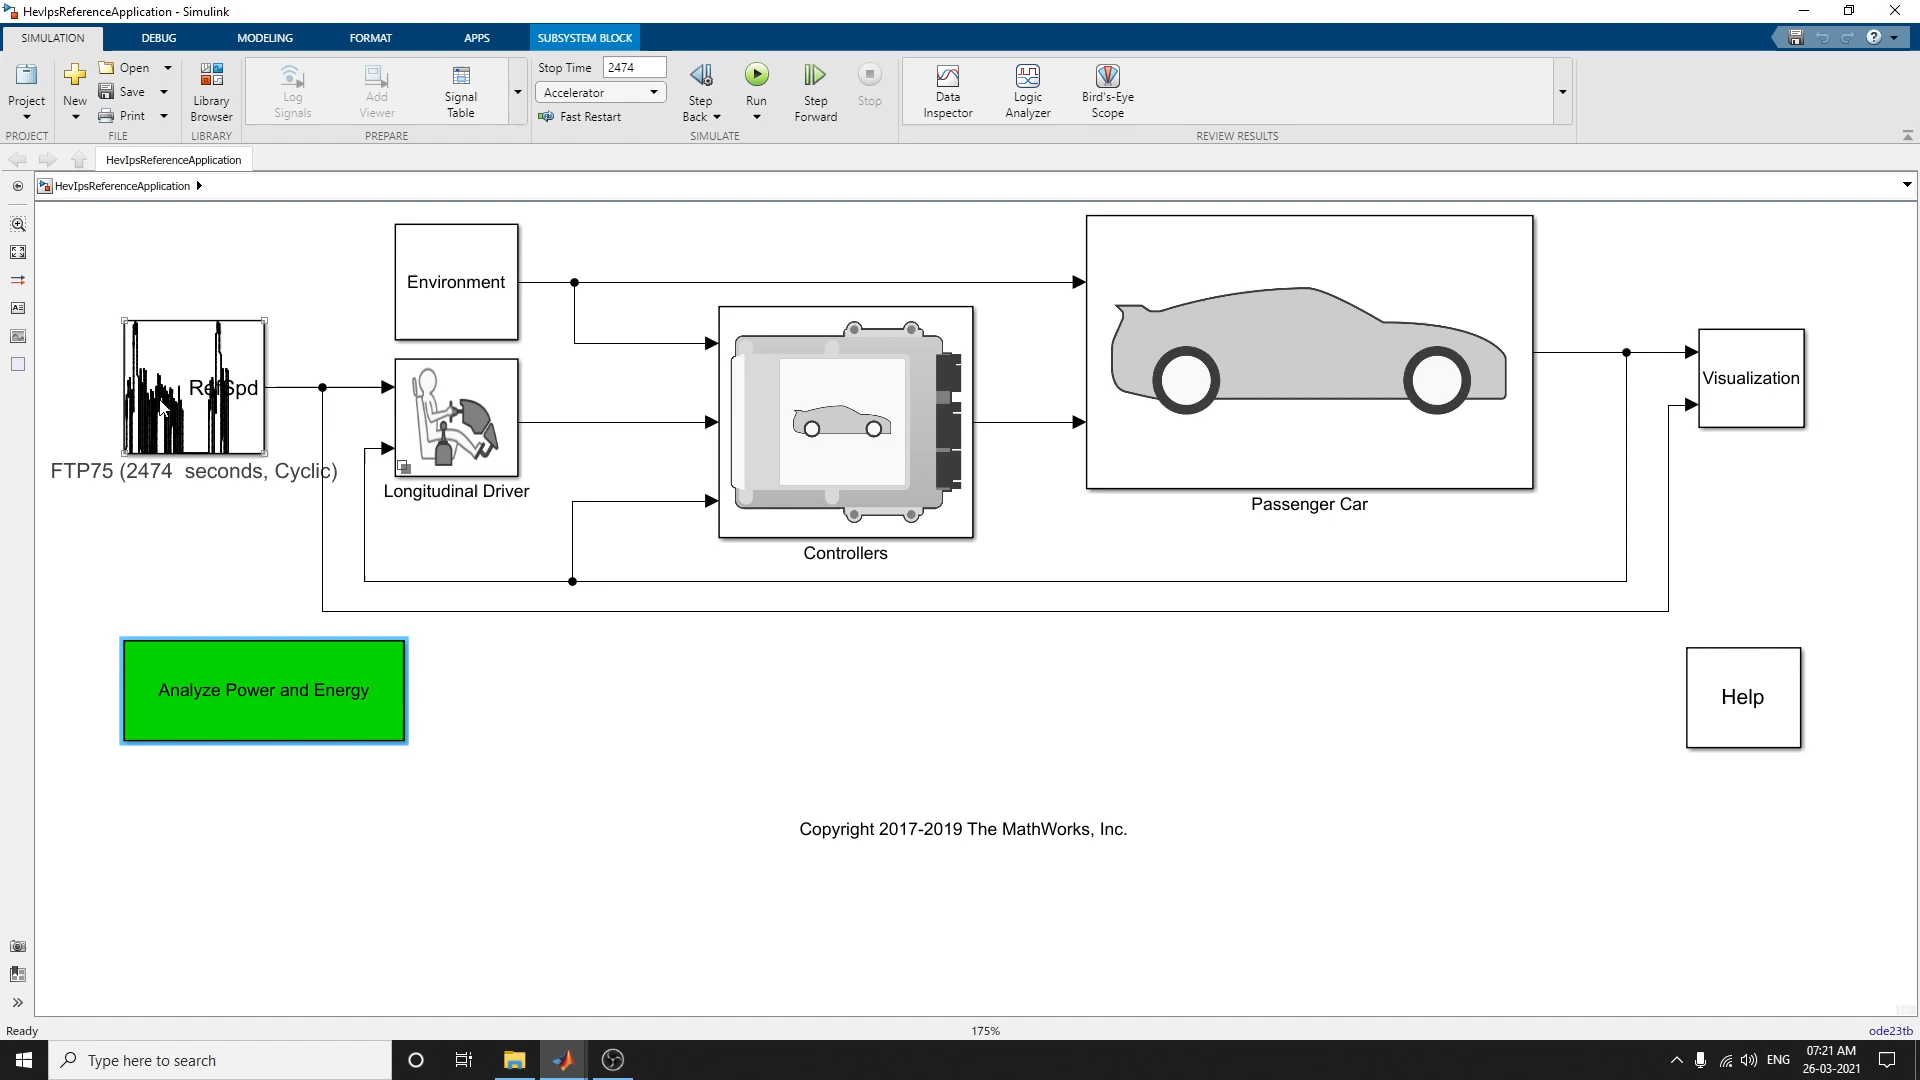 HevIpsReferenceApplication - Simulink
SIMULATION DEBUG MODELING FORMAT APPS SUBSYSTEM BLOCK
Project
PROJECT
New
Open
Save
Print
FILE
Library
Browser
LIBRARY
Log
Signals
Add
Viewer
Signal
Table
PREPARE
Stop Time 2474
Accelerator
Fast Restart
Step
Back
Run
Step
Forward
Stop
SIMULATE
Data
Inspector
Logic
Analyzer
Bird's-Eye
Scope
REVIEW RESULTS
HevIpsReferenceApplication
HevIpsReferenceApplication
Environment
RefSpd
FTP75 (2474 seconds, Cyclic)
Longitudinal Driver
Controllers
Passenger Car
Visualization
Analyze Power and Energy
Help
Copyright 2017-2019 The MathWorks, Inc.
Ready 175% ode23tb
Type here to search
ENG
07:21 AM
26-03-2021